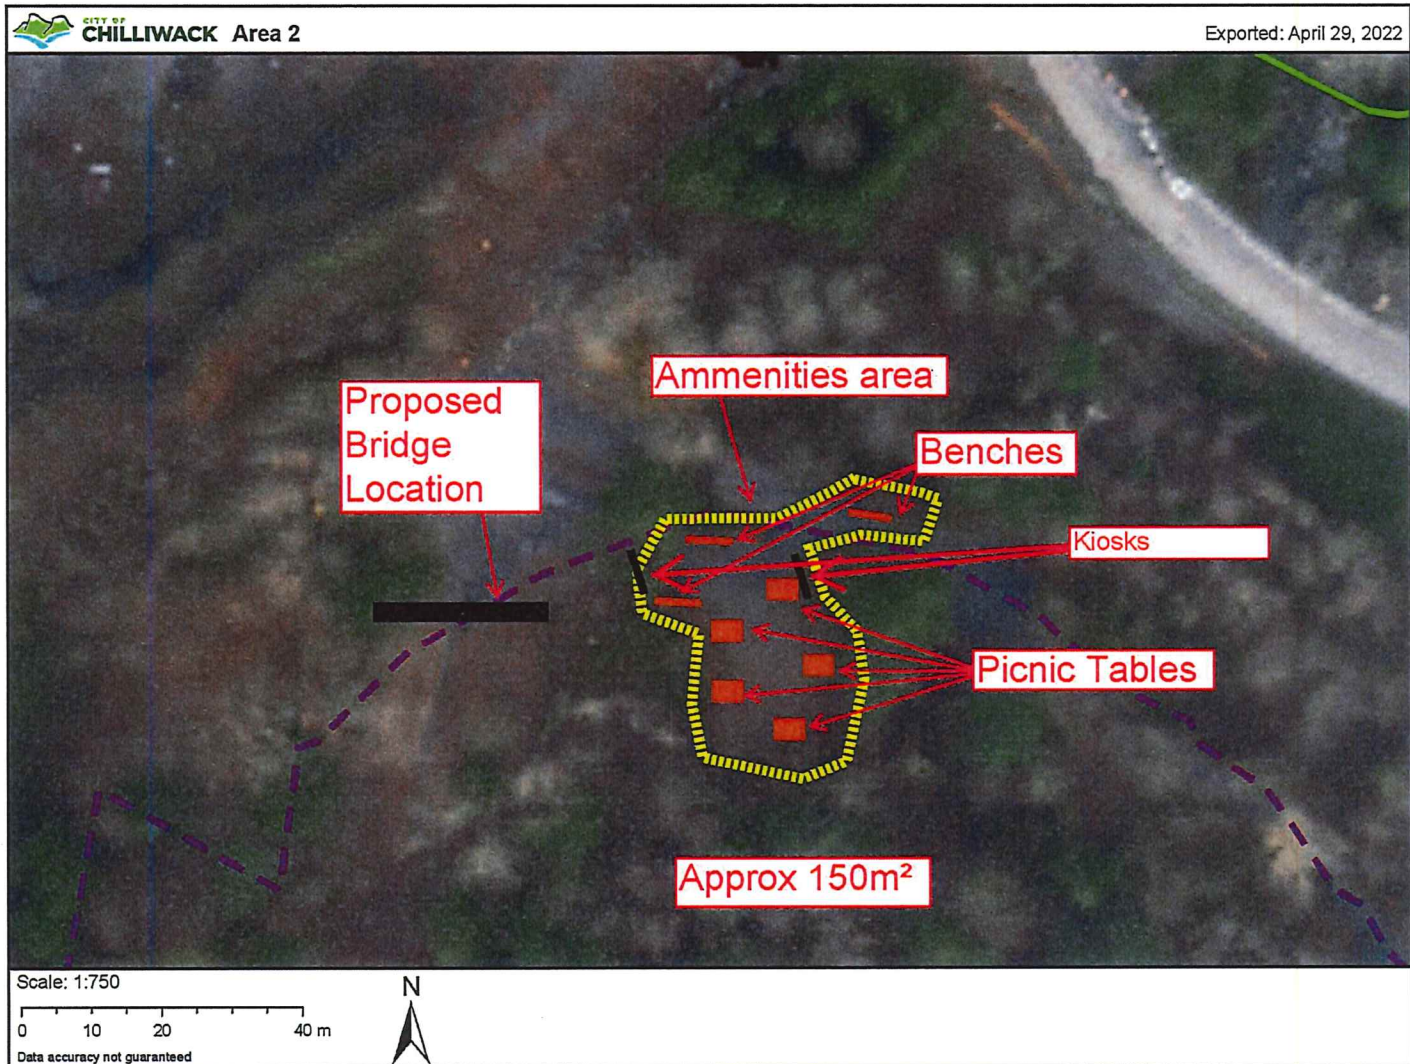 CITY OF
CHILLIWACK Area 2
Exported: April 29, 2022
Ammenities area
Proposed
Bridge
Location
Benches
Kiosks
Picnic Tables
Approx 150m²
Scale: 1:750
N
0 10 20 40 m
Data accuracy not guaranteed